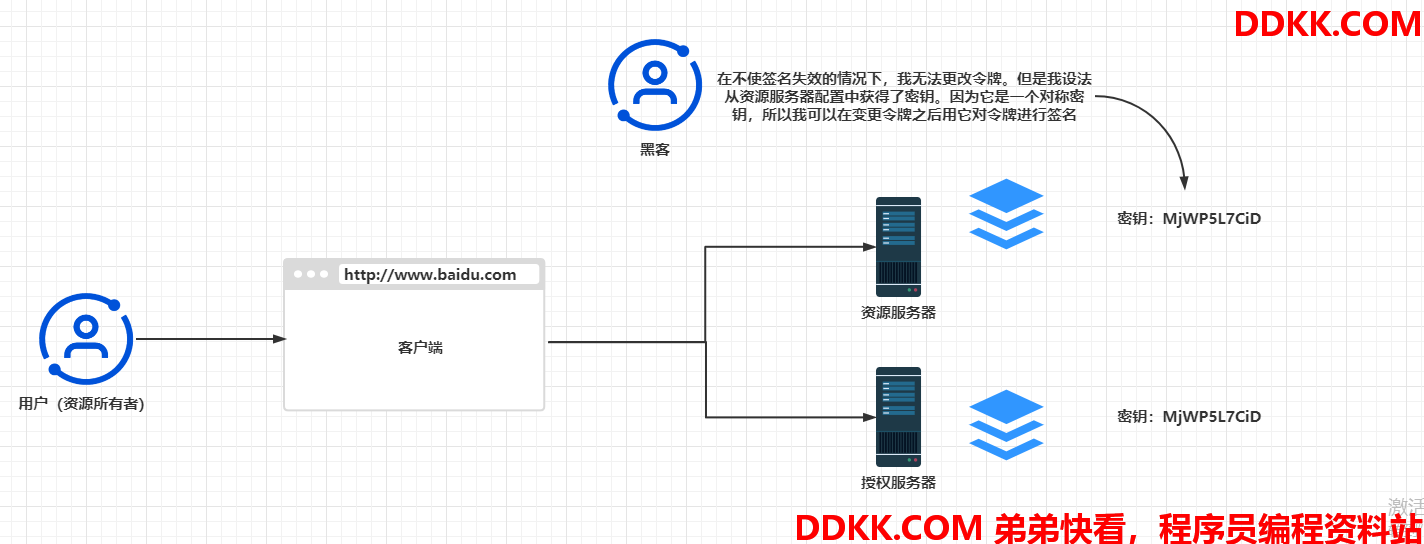 DDKK.COM
在不使签名失效的情况下，我无法更改令牌。但是我设法
从资源服务器配置中获得了密钥。因为它是一个对称密
钥，所以我可以在变更令牌之后用它对令牌进行签名
黑客
密钥：MjWP5L7CiD
http://www.baidu.com
资源服务器
客户端
用户（资源所有者）
密钥：MjWP5L7CiD
授权服务器
激活
DDKK.COM 弟弟快看，程序员编程资料站